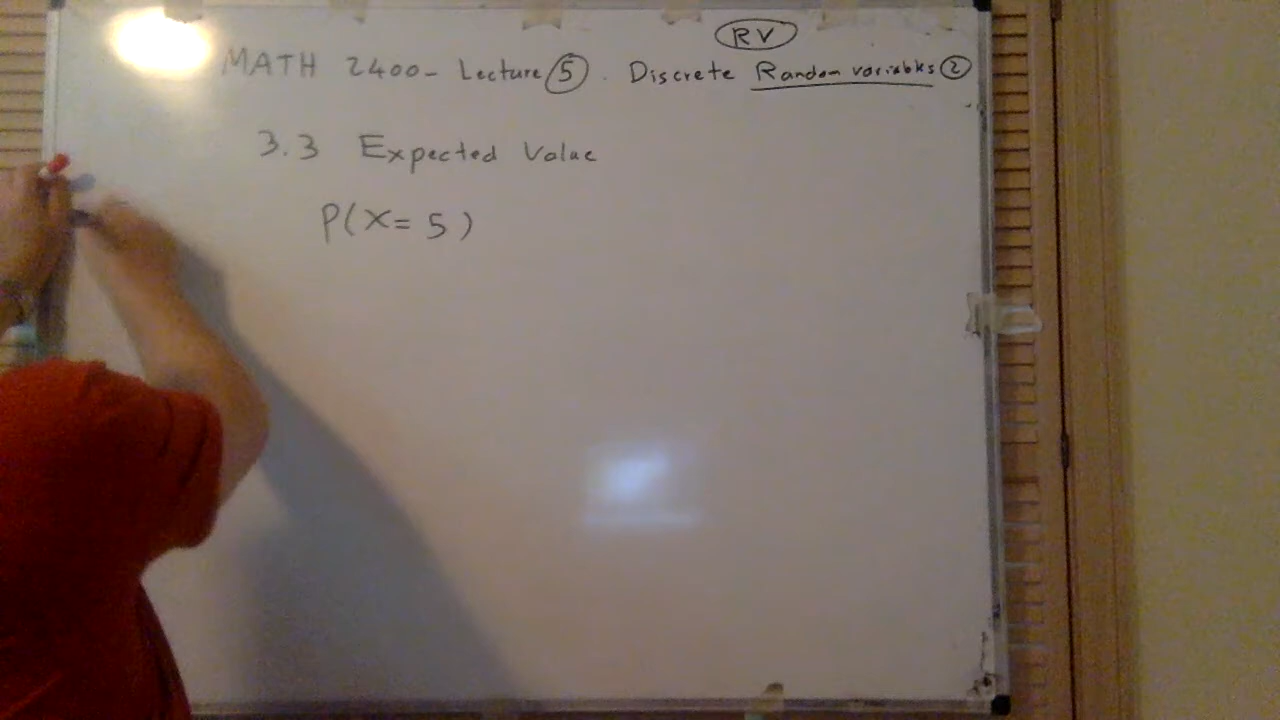 RV
MATH 2400- Lecture 5. Discrete Random variables 2
3.3 Expected Value
P(X= 5)